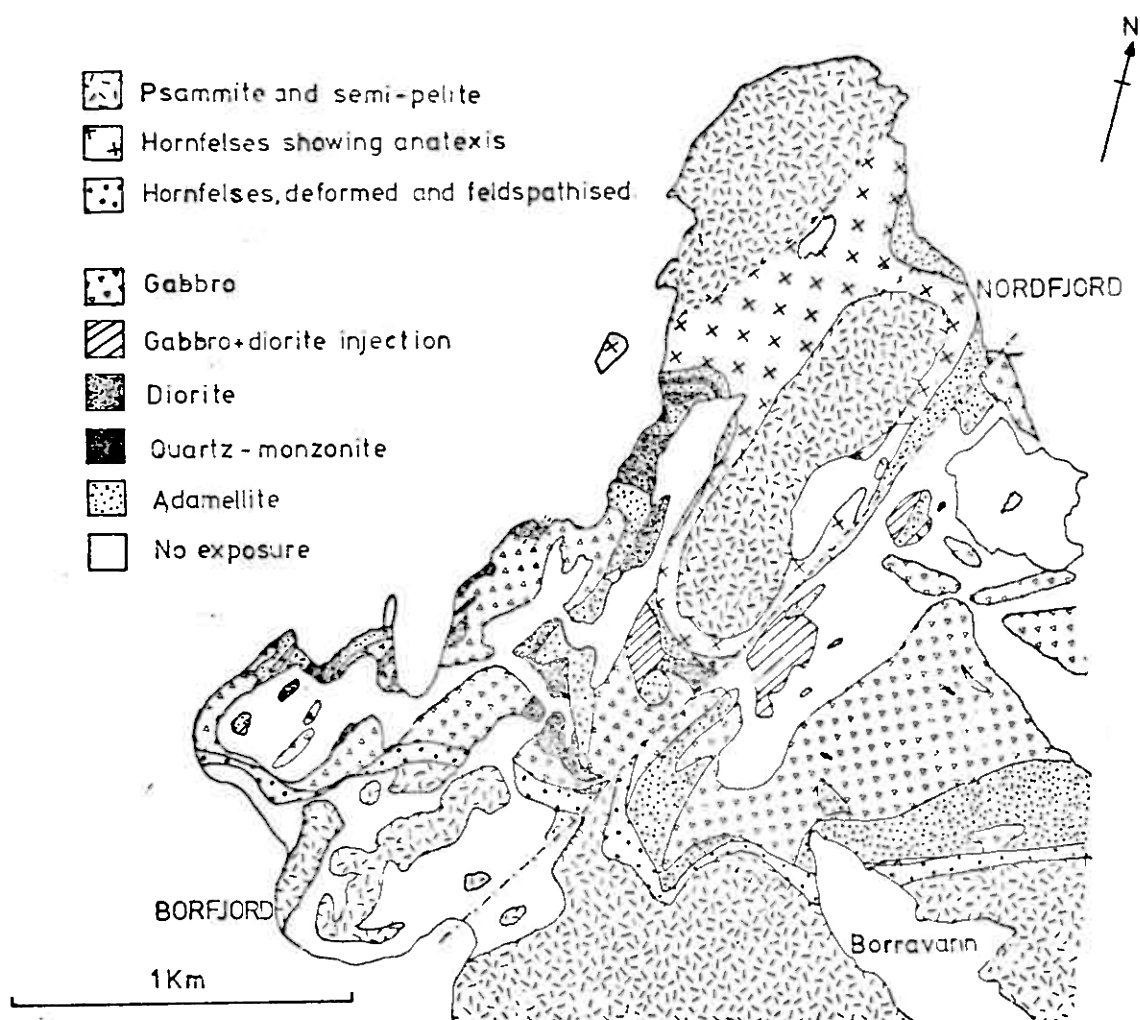 N
Psammite and semi-pelite
Hornfelses showing anatexis
Hornfelses, deformed and feldspathised
Gabbro
Gabbro+diorite injection
Diorite
Quartz-monzonite
Adamellite
No exposure
NORDFJORD
BORFJORD
Borravarin
1Km